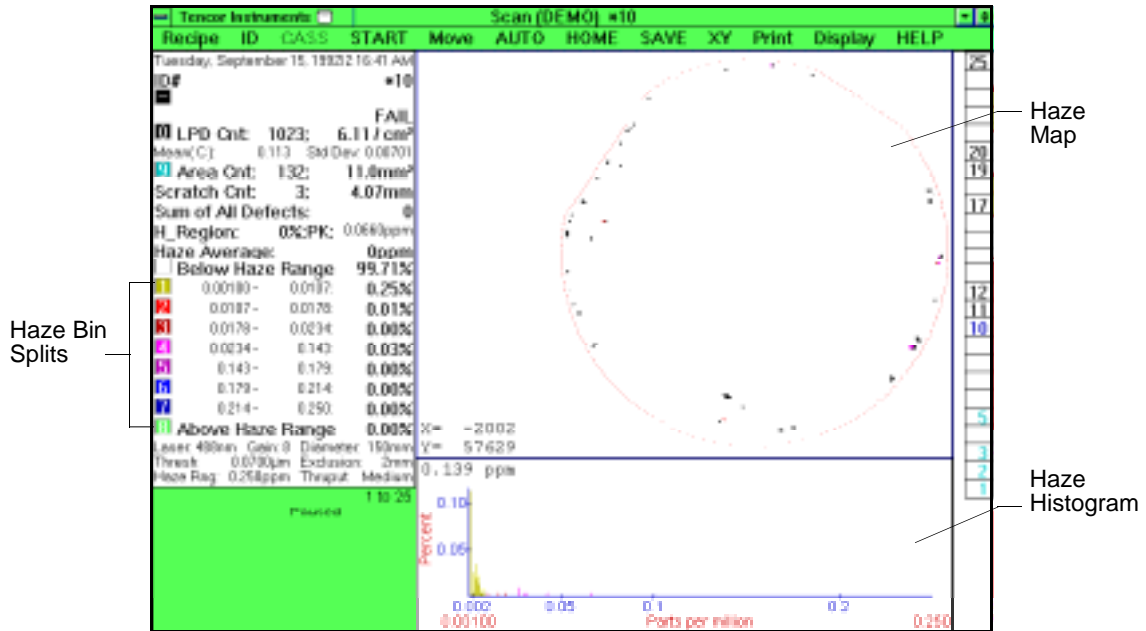 Tencor Instruments Scan (DEMO) *10
Recipe ID CASS START Move AUTO HOME SAVE XY Print Display HELP
Tuesday, September 15, 1992
ID# *10
FAIL
LPD Cnt: 1023; 6.11/ cm²
Mean(C): 0.113 Std Dev: 0.00701
9 Area Cnt: 132; 11.0mm²
Scratch Cnt: 3; 4.07mm
Sum of All Defects: 0
H_Region: 0%:PK: 0.0660ppm
Haze Average: 0ppm
Below Haze Range 99.71%
1 0.00100 - 0.0107: 0.25%
2 0.0107 - 0.0178: 0.01%
3 0.0178 - 0.0234: 0.00%
4 0.0234 - 0.143: 0.03%
5 0.143 - 0.179: 0.00%
6 0.179 - 0.214: 0.00%
7 0.214 - 0.250: 0.00%
8 Above Haze Range 0.00%
Laser: 488nm Gain: 8 Diameter: 150mm
Thresh 0.0700µm Exclusion: 2mm
Haze Rng: 0.250ppm Thruput Medium
1 to 25
Paused
X= -2002
Y= 57629
0.139 ppm
Percent
0.10
0.05
0.002 0.05 0.1 0.2
0.00100 Parts per million 0.250
25
20
19
17
12
11
10
5
3
2
1
Haze
Map
Haze Bin
Splits
Haze
Histogram